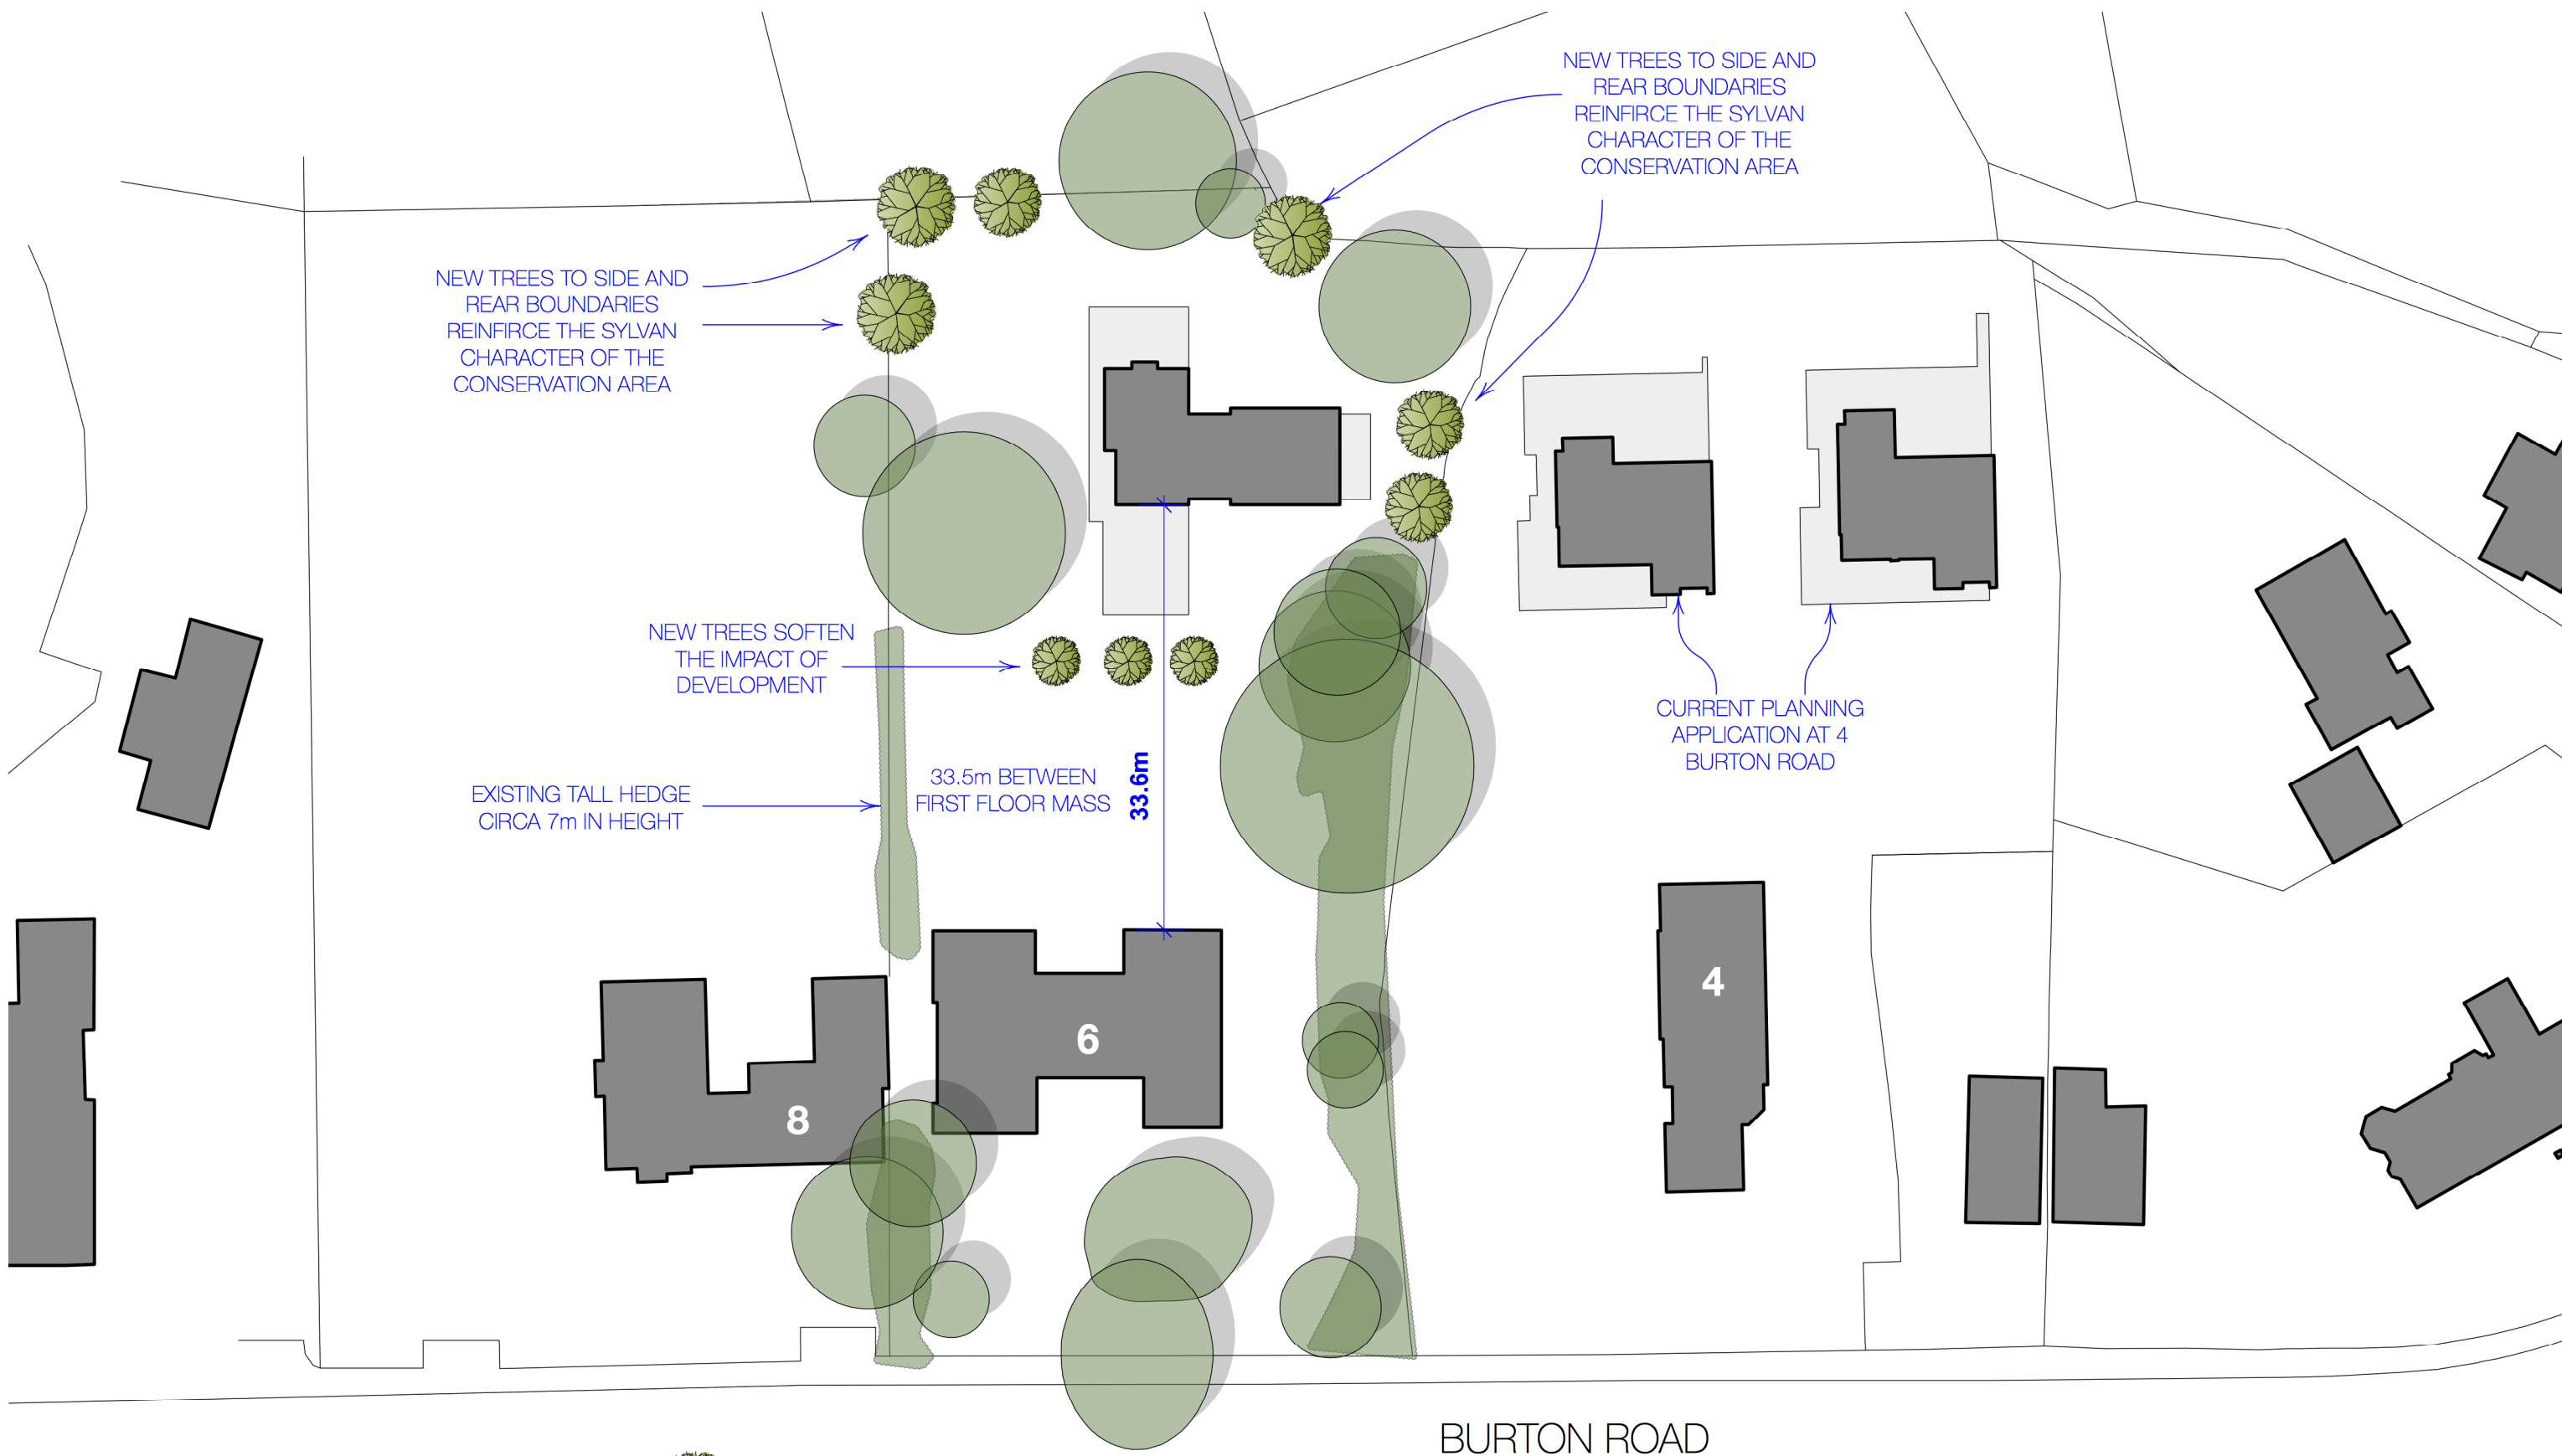 NEW TREES TO SIDE AND
REAR BOUNDARIES
REINFIRCE THE SYLVAN
CHARACTER OF THE
CONSERVATION AREA
NEW TREES TO SIDE AND
REAR BOUNDARIES
REINFIRCE THE SYLVAN
CHARACTER OF THE
CONSERVATION AREA
NEW TREES SOFTEN
THE IMPACT OF
DEVELOPMENT
CURRENT PLANNING
APPLICATION AT 4
BURTON ROAD
EXISTING TALL HEDGE
CIRCA 7m IN HEIGHT
33.5m BETWEEN
FIRST FLOOR MASS
33.6m
4
6
8
BURTON ROAD